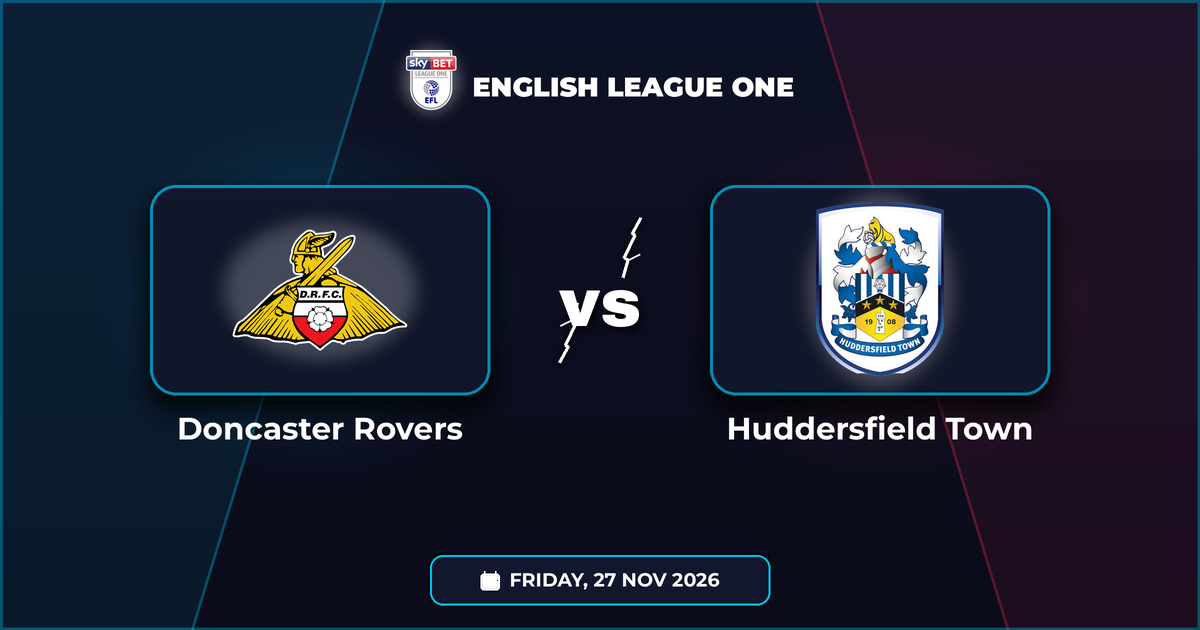 sky BET
LEAGUE ONE
EFL
ENGLISH LEAGUE ONE
D.R.F.C.
vs
19 08
HUDDERSFIELD TOWN
Doncaster Rovers
Huddersfield Town
FRIDAY, 27 NOV 2026